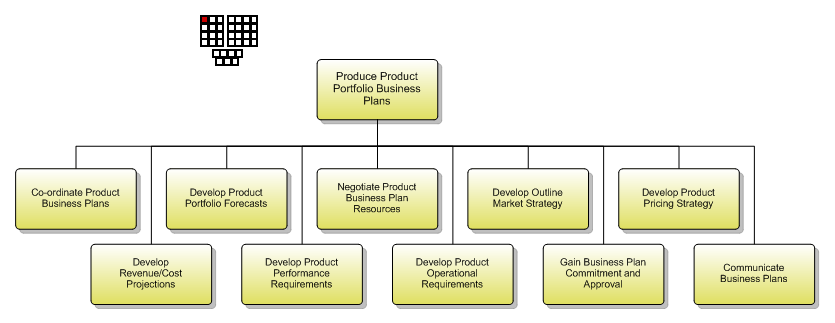 Produce Product
Portfolio Business
Plans
Co-ordinate Product
Business Plans
Develop Product
Portfolio Forecasts
Negotiate Product
Business Plan
Resources
Develop Outline
Market Strategy
Develop Product
Pricing Strategy
Develop
Revenue/Cost
Projections
Develop Product
Performance
Requirements
Develop Product
Operational
Requirements
Gain Business Plan
Commitment and
Approval
Communicate
Business Plans